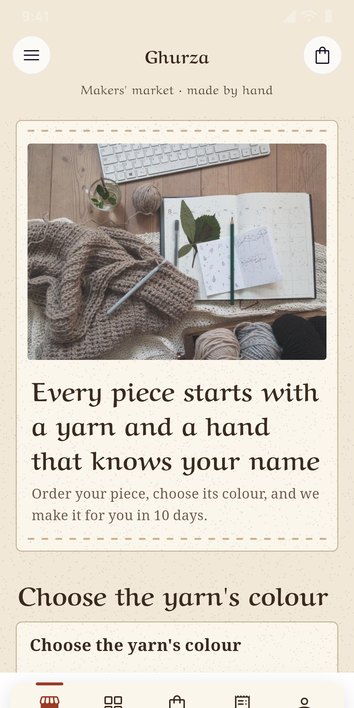 9:41
Ghurza
Makers' market · made by hand
Every piece starts with
a yarn and a hand
that knows your name
Order your piece, choose its colour, and we
make it for you in 10 days.
Choose the yarn's colour
Choose the yarn's colour